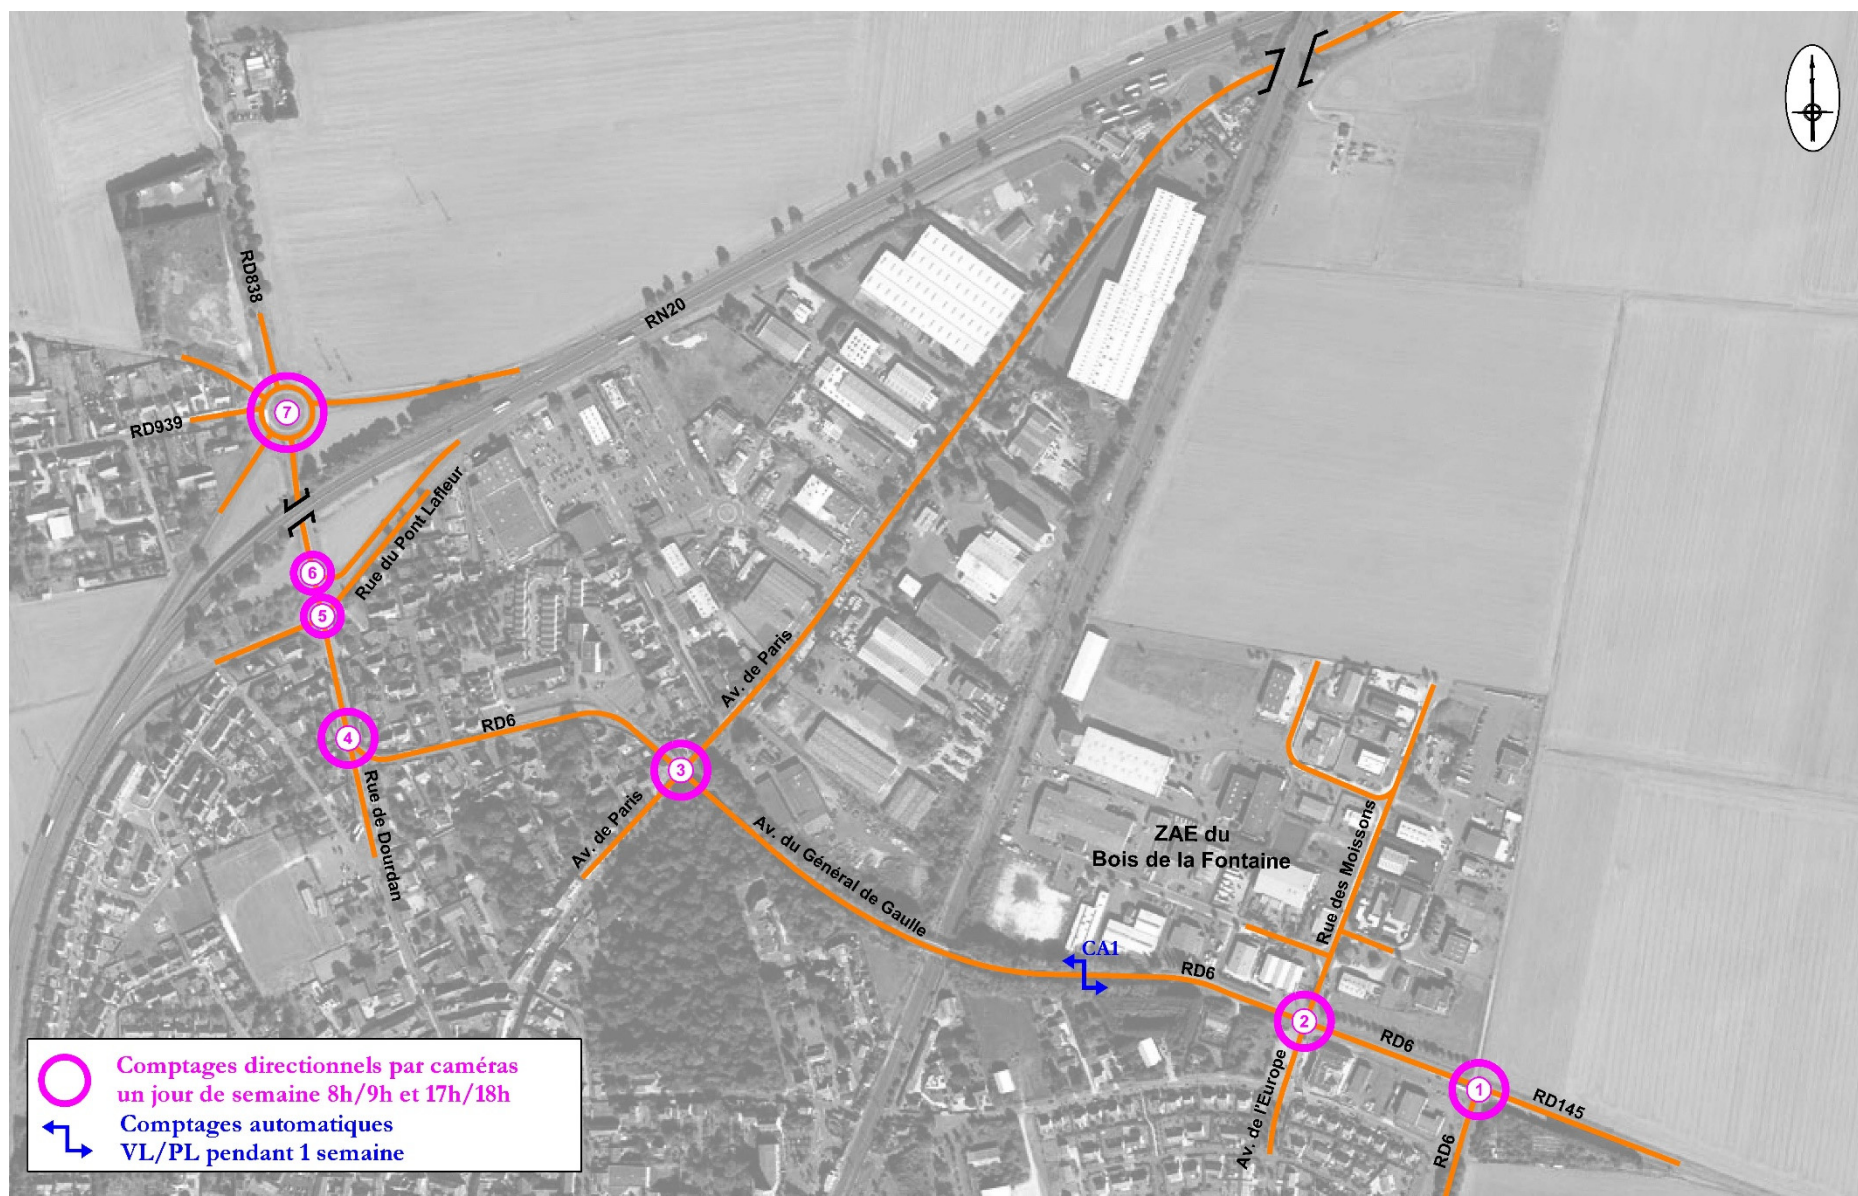 RD838
RN20
7
RD939
Rue du Pont Lafleur
6
5
Av. de Paris
RD6
4
3
Rue de Dourdan
Av. de Paris
Av. du Général de Gaulle
ZAE du
Bois de la Fontaine
Rue des Moissons
CA1
RD6
2
RD6
Av. de l'Europe
1
RD145
RD6
Comptages directionnels par caméras
un jour de semaine 8h/9h et 17h/18h
Comptages automatiques
VL/PL pendant 1 semaine